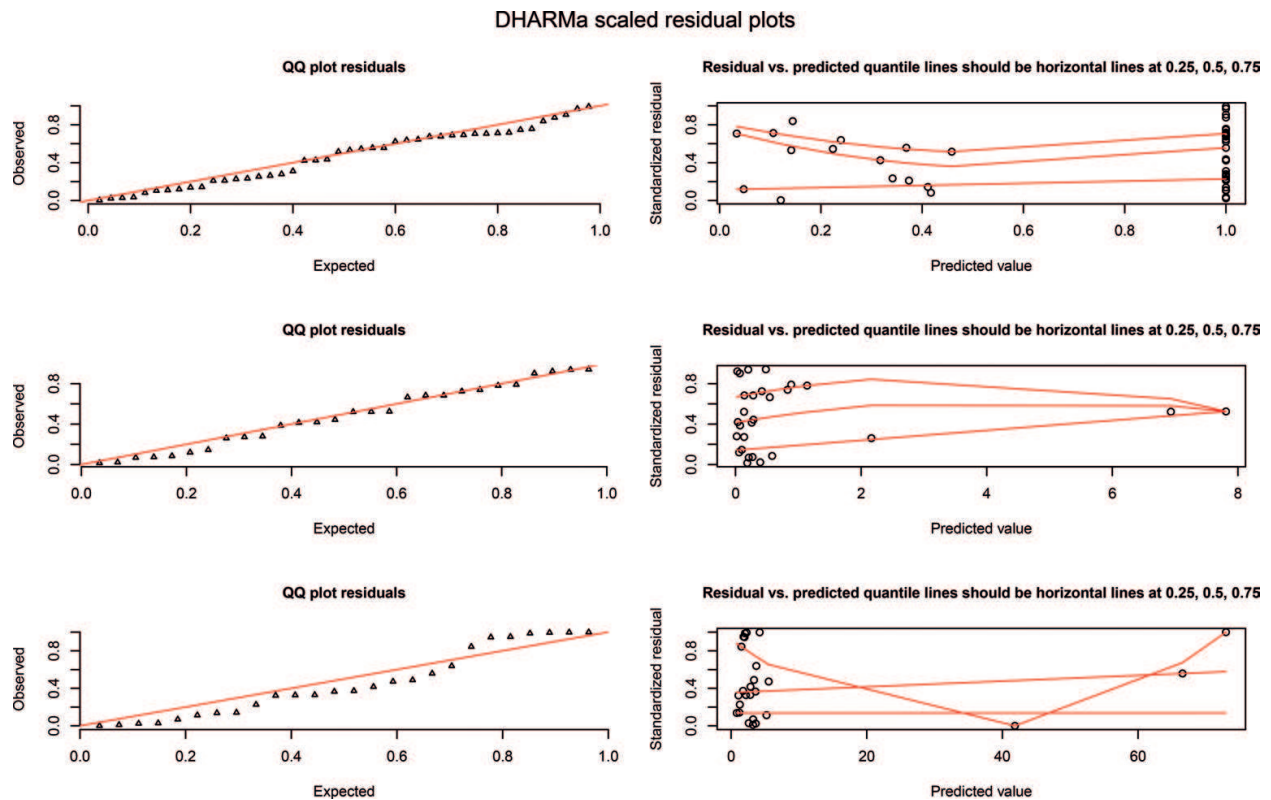 DHARMa scaled residual plots
QQ plot residuals
Residual vs. predicted quantile lines should be horizontal lines at 0.25, 0.5, 0.75
Observed
0.0 0.4 0.8
0.0 0.2 0.4 0.6 0.8 1.0
Expected
Standardized residual
0.0 0.4 0.8
0.0 0.2 0.4 0.6 0.8 1.0
Predicted value
QQ plot residuals
Residual vs. predicted quantile lines should be horizontal lines at 0.25, 0.5, 0.75
Observed
0.0 0.4 0.8
0.0 0.2 0.4 0.6 0.8 1.0
Expected
Standardized residual
0.0 0.4 0.8
0 2 4 6 8
Predicted value
QQ plot residuals
Residual vs. predicted quantile lines should be horizontal lines at 0.25, 0.5, 0.75
Observed
0.0 0.4 0.8
0.0 0.2 0.4 0.6 0.8 1.0
Expected
Standardized residual
0.0 0.4 0.8
0 20 40 60
Predicted value